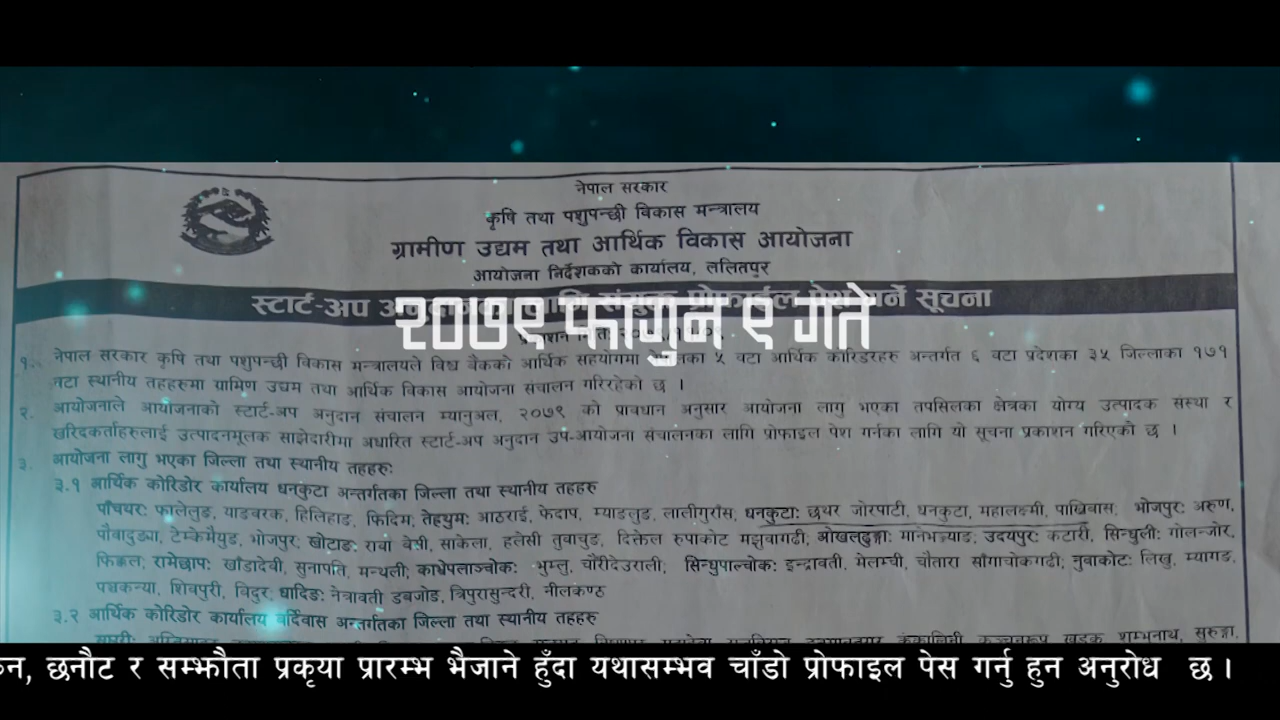 नेपाल सरकार
कृषि तथा पशुपन्छी विकास मन्त्रालय
ग्रामीण उद्यम तथा आर्थिक विकास आयोजना
आयोजना निर्देशकको कार्यालय, ललितपुर
स्टार्ट-अप सूचना
२०७९ फागुन ९ गते
१. नेपाल सरकार कृषि तथा पशुपन्छी विकास मन्त्रालयले विश्व बैंकको आर्थिक सहयोगमा ५ वटा आर्थिक कोरिडरहरु अन्तर्गत ६ वटा प्रदेशका ३५ जिल्लाका १७१
वटा स्थानीय तहहरुमा ग्रामिण उद्यम तथा आर्थिक विकास आयोजना संचालन गरिरहेको छ ।
२. आयोजनाले आयोजनाको स्टार्ट-अप अनुदान संचालन म्यानुअल, २०७९ को प्रावधान अनुसार आयोजना लागु भएका तपसिलका क्षेत्रका योग्य उत्पादक संस्था र
खरिदकर्ताहरुलाई उत्पादनमूलक साझेदारीमा अधारित स्टार्ट-अप अनुदान उप-आयोजना संचालनका लागि प्रोफाइल पेश गर्नका लागि यो सूचना प्रकाशन गरिएको छ ।
३. आयोजना लागु भएका जिल्ला तथा स्थानीय तहहरु:
३.१ आर्थिक कोरिडोर कार्यालय धनकुटा अन्तर्गतका जिल्ला तथा स्थानीय तहहरु
पाँचथर: फालेलुङ, याङवरक, हिलिहाङ, फिदिम; तेह्रथुम: आठराई, फेदाप, म्याङलुङ, लालीगुराँस; धनकुटा: छथर जोरपाटी, धनकुटा, महालक्ष्मी, पाख्रिवास; भोजपुर: अरुण,
पौवादुङ्मा, टेम्केमैयुङ, भोजपुर; खोटाङ: रावा बेसी, साकेला, हलेसी तुवाचुङ, दिक्तेल रुपाकोट मझुवागढी; ओखलढुङ्गा: मानेभञ्ज्याङ; उदयपुर: कटारी, सिन्धुली: गोलन्जोर,
फिक्कल; रामेछाप: खाँडादेवी, सुनापति, मन्थली; काभ्रेपलाञ्चोक: भुम्लु, चौंरीदेउराली; सिन्धुपाल्चोक: इन्द्रावती, मेलम्ची, चौतारा साँगाचोकगढी; नुवाकोट: लिखु, म्यागङ,
पञ्चकन्या, शिवपुरी, विदुर; धादिङ: नेत्रावती डबजोङ, त्रिपुरासुन्दरी, नीलकण्ठ
३.२ आर्थिक कोरिडोर कार्यालय बर्दिवास अन्तर्गतका जिल्ला तथा स्थानीय तहहरु
छनौट र सम्झौता प्रकृया प्रारम्भ भैजाने हुँदा यथासम्भव चाँडो प्रोफाइल पेस गर्नु हुन अनुरोध छ ।